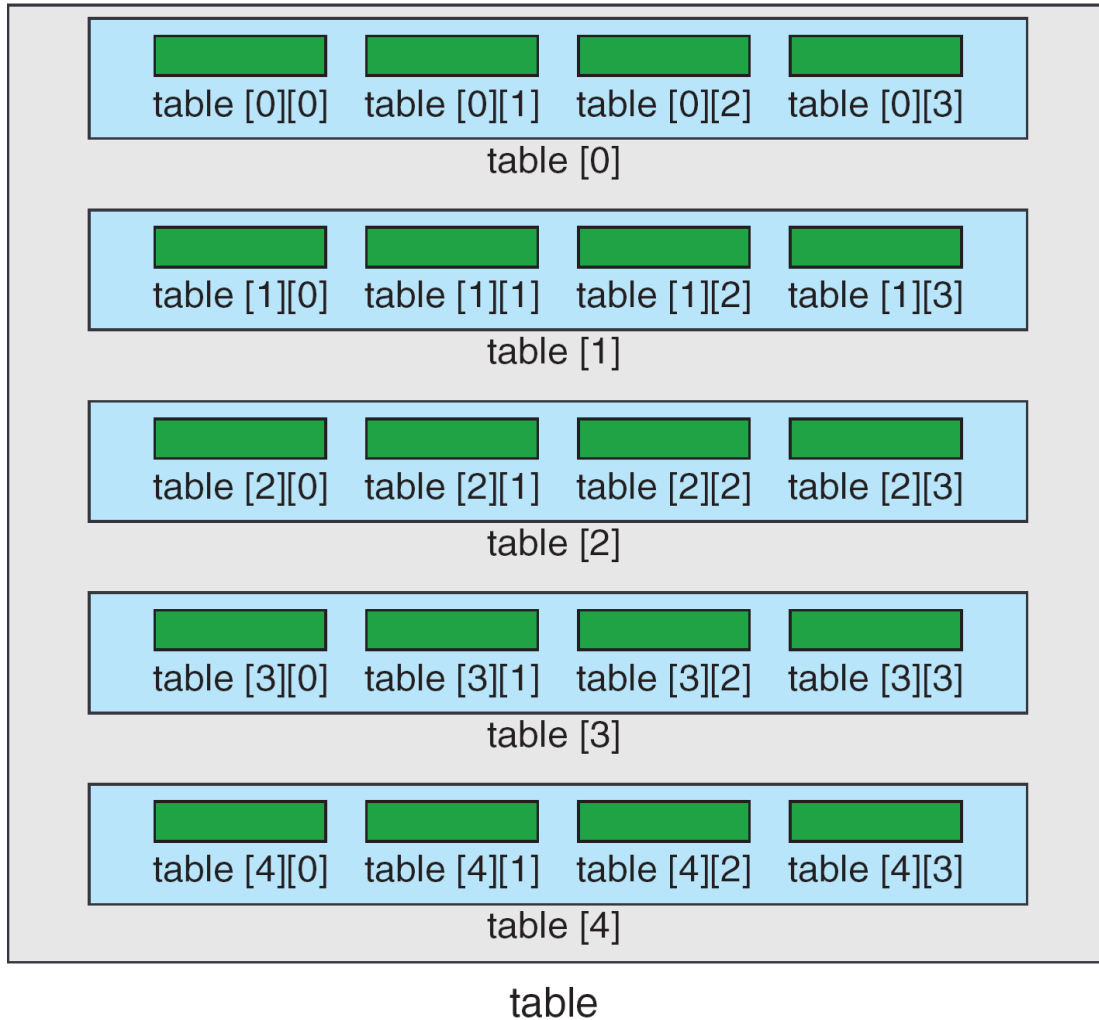 table [0][0] table [0][1] table [0][2] table [0][3]
table [0]
table [1][0] table [1][1] table [1][2] table [1][3]
table [1]
table [2][0] table [2][1] table [2][2] table [2][3]
table [2]
table [3][0] table [3][1] table [3][2] table [3][3]
table [3]
table [4][0] table [4][1] table [4][2] table [4][3]
table [4]
table